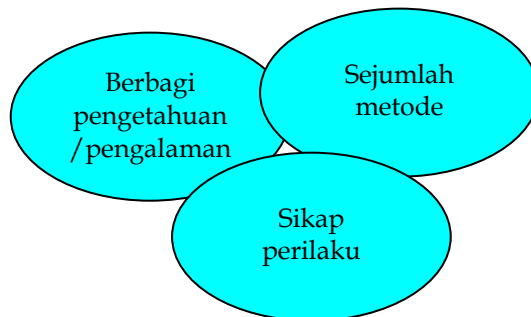 Berbagi
pengetahuan
/pengalaman
Sejumlah
metode
Sikap
perilaku